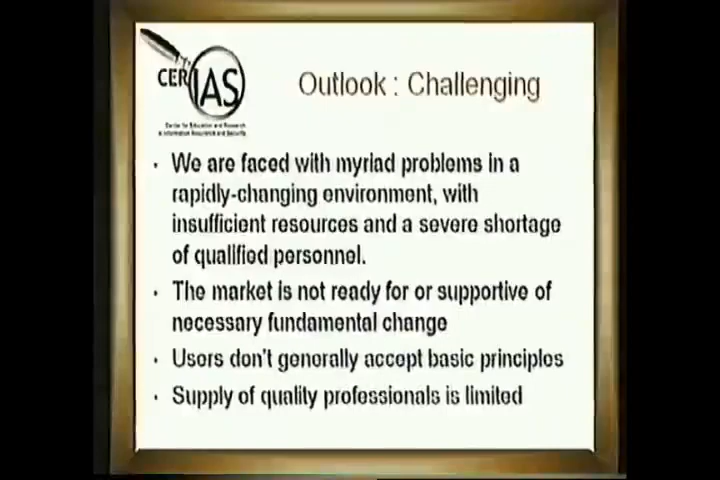 CERIAS
Center for Education and Research
in Information Assurance and Security
Outlook : Challenging
· We are faced with myriad problems in a
rapidly-changing environment, with
insufficient resources and a severe shortage
of qualified personnel.
· The market is not ready for or supportive of
necessary fundamental change
· Users don't generally accept basic principles
· Supply of quality professionals is limited